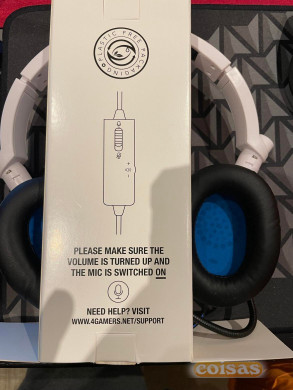 PLASTIC FREE PACKAGING
PLEASE MAKE SURE THE
VOLUME IS TURNED UP AND
THE MIC IS SWITCHED ON
NEED HELP? VISIT
WWW.4GAMERS.NET/SUPPORT
coisas